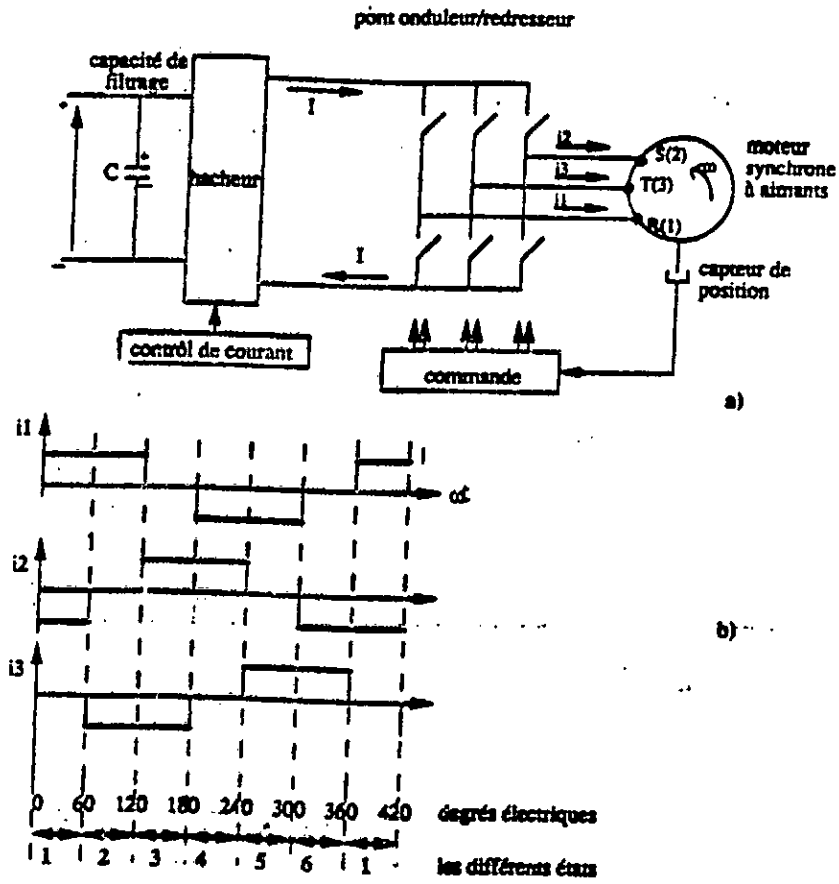 pont onduleur/redresseur
capacité de
filtrage
+
I
C
+
hacheur
i2
i3
i1
S(2)
T(3)
R(1)
ω
moteur
synchrone
à aimants
−
I
capteur de
position
contrôl de courant
commande
a)
i1
ωt
i2
b)
i3
0 60 120 180 240 300 360 420 degrés électriques
1 2 3 4 5 6 1 les différents états